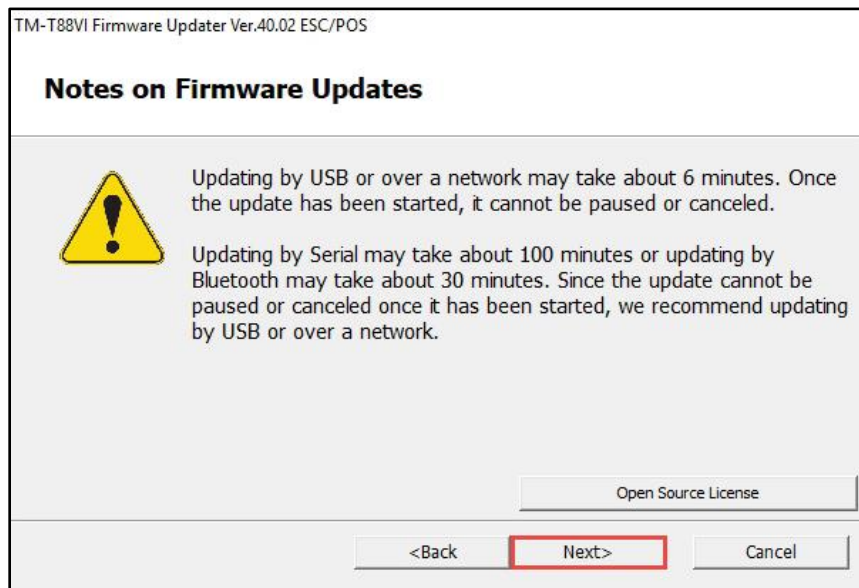 TM-T88VI Firmware Updater Ver.40.02 ESC/POS
Notes on Firmware Updates
Updating by USB or over a network may take about 6 minutes. Once
the update has been started, it cannot be paused or canceled.
Updating by Serial may take about 100 minutes or updating by
Bluetooth may take about 30 minutes. Since the update cannot be
paused or canceled once it has been started, we recommend updating
by USB or over a network.
Open Source License
<Back
Next>
Cancel